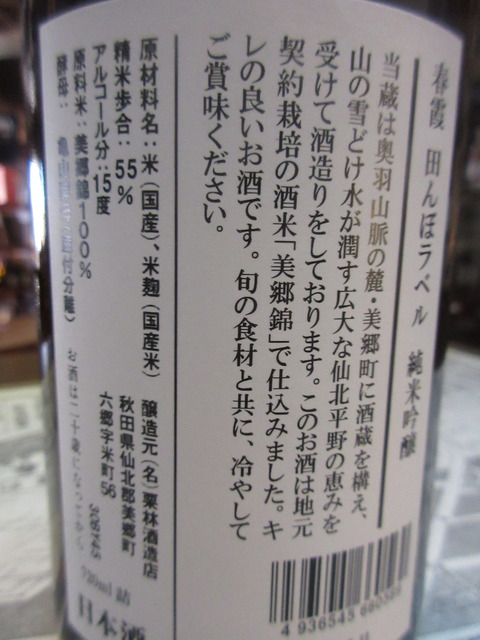 春霞 田んぼラベル 純米吟醸
当蔵は奥羽山脈の麓・美郷町に酒蔵を構え、
山の雪どけ水が潤す広大な仙北平野の恵みを
受けて酒造りをしております。このお酒は地元
契約栽培の酒米「美郷錦」で仕込みました。キ
レの良いお酒です。旬の食材と共に、冷やして
ご賞味ください。
原材料名：米（国産）、米麹（国産米）
精米歩合：55％
アルコール分：15度
原料米：美郷錦100％
酵母：亀山
醸造元（名）栗林酒造店
秋田県仙北郡美郷町
六郷字米町56
お酒は二十歳になってから
720ml 詰
日本酒
4 936545 660